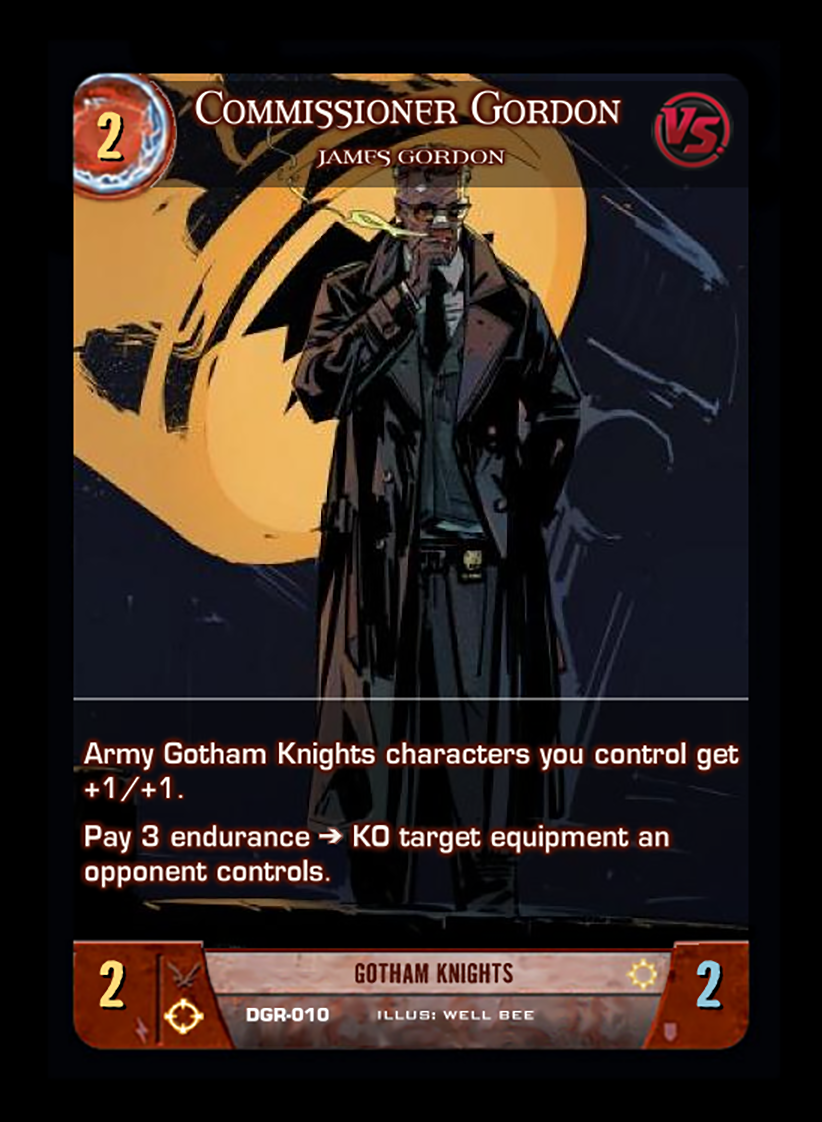 2
Commissioner Gordon
VS.
James Gordon
Army Gotham Knights characters you control get
+1/+1.
Pay 3 endurance ➔ KO target equipment an
opponent controls.
2
GOTHAM KNIGHTS
2
DGR-010 ILLUS: WELL BEE